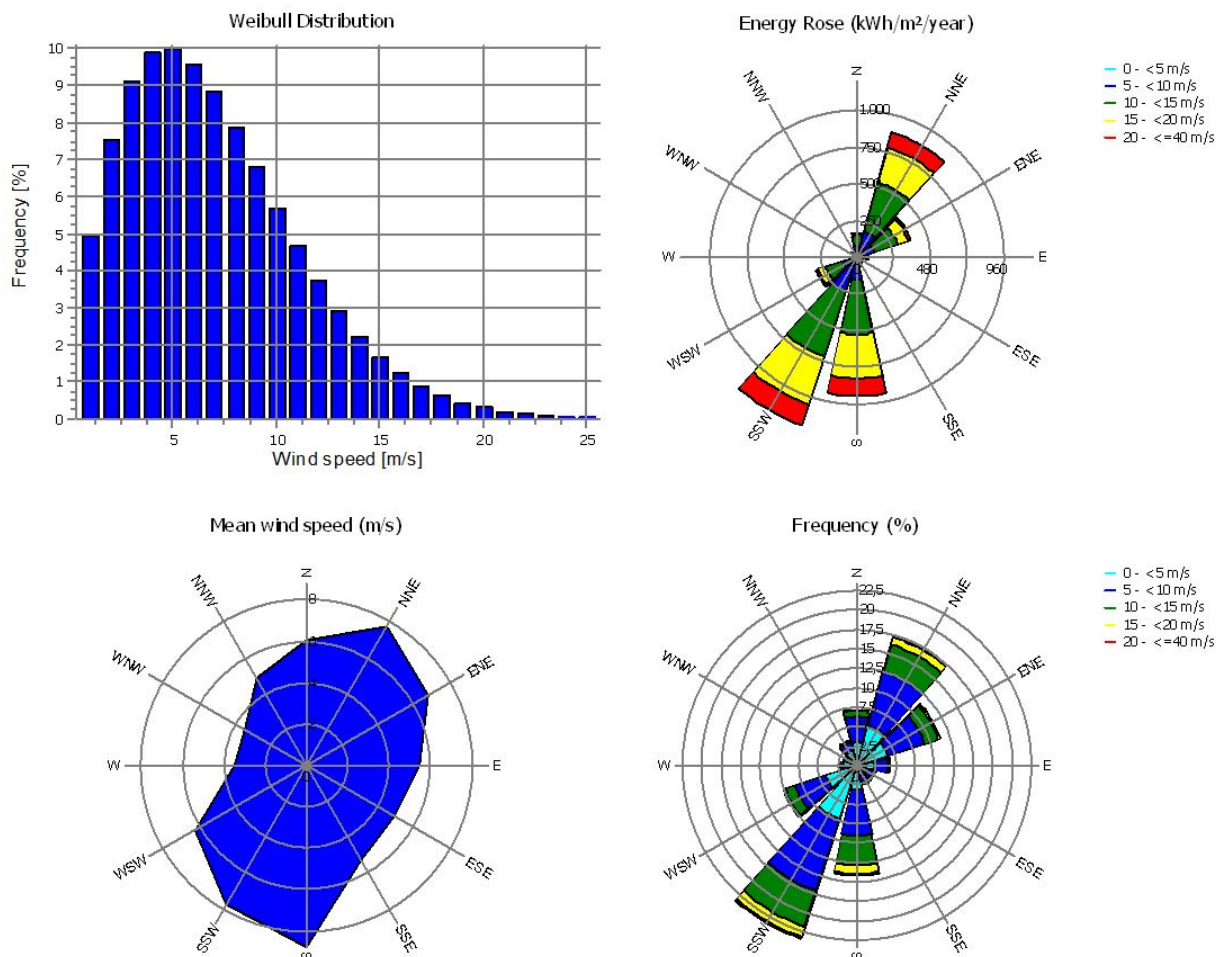 Weibull Distribution
Frequency [%]
10
9
8
7
6
5
4
3
2
1
0
5
10
15
20
25
Wind speed [m/s]
Energy Rose (kWh/m²/year)
N
NNE
ENE
E
ESE
SSE
S
SSW
WSW
W
WNW
NNW
1.000
750
500
250
480
960
0 - <5 m/s
5 - <10 m/s
10 - <15 m/s
15 - <20 m/s
20 - <=40 m/s
Mean wind speed (m/s)
N
NNE
ENE
E
ESE
SSE
S
SSW
WSW
W
WNW
NNW
8
6
4
2
Frequency (%)
N
NNE
ENE
E
ESE
SSE
S
SSW
WSW
W
WNW
NNW
22,5
20
17,5
15
12,5
10
7,5
0 - <5 m/s
5 - <10 m/s
10 - <15 m/s
15 - <20 m/s
20 - <=40 m/s